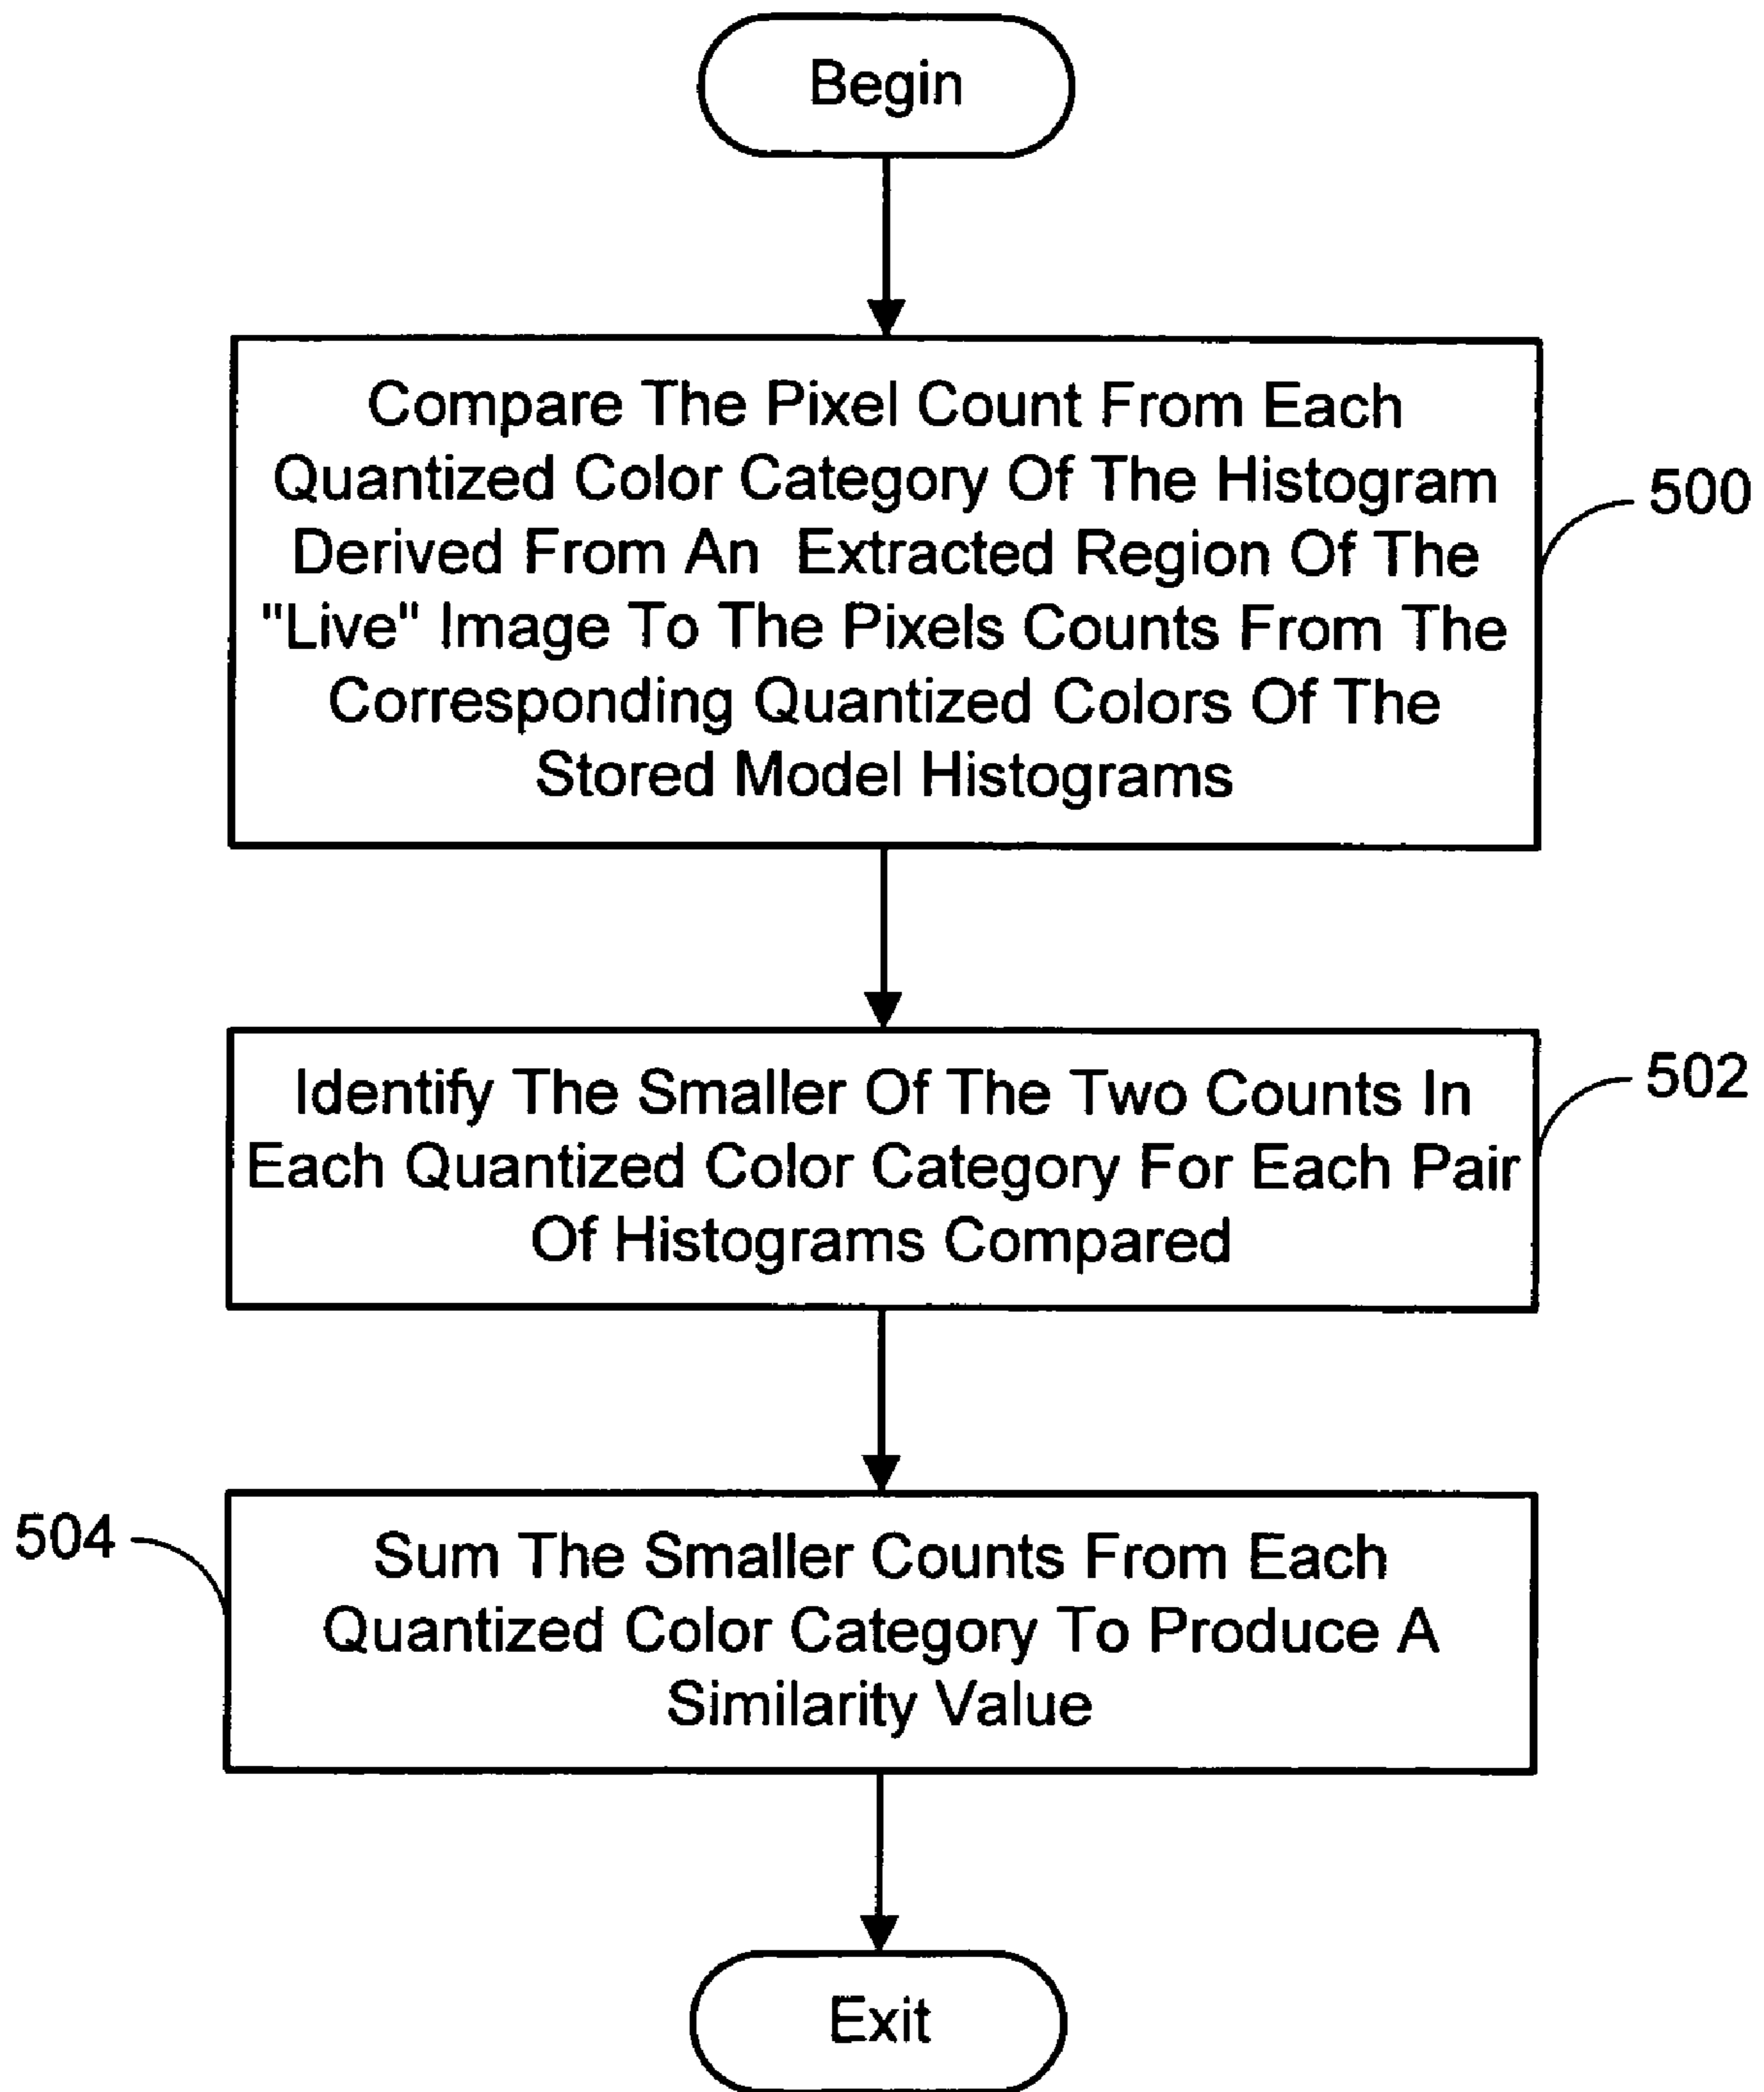 Begin
Compare The Pixel Count From Each
Quantized Color Category Of The Histogram
Derived From An Extracted Region Of The
"Live" Image To The Pixels Counts From The
Corresponding Quantized Colors Of The
Stored Model Histograms
500
Identify The Smaller Of The Two Counts In
Each Quantized Color Category For Each Pair
Of Histograms Compared
502
504
Sum The Smaller Counts From Each
Quantized Color Category To Produce A
Similarity Value
Exit